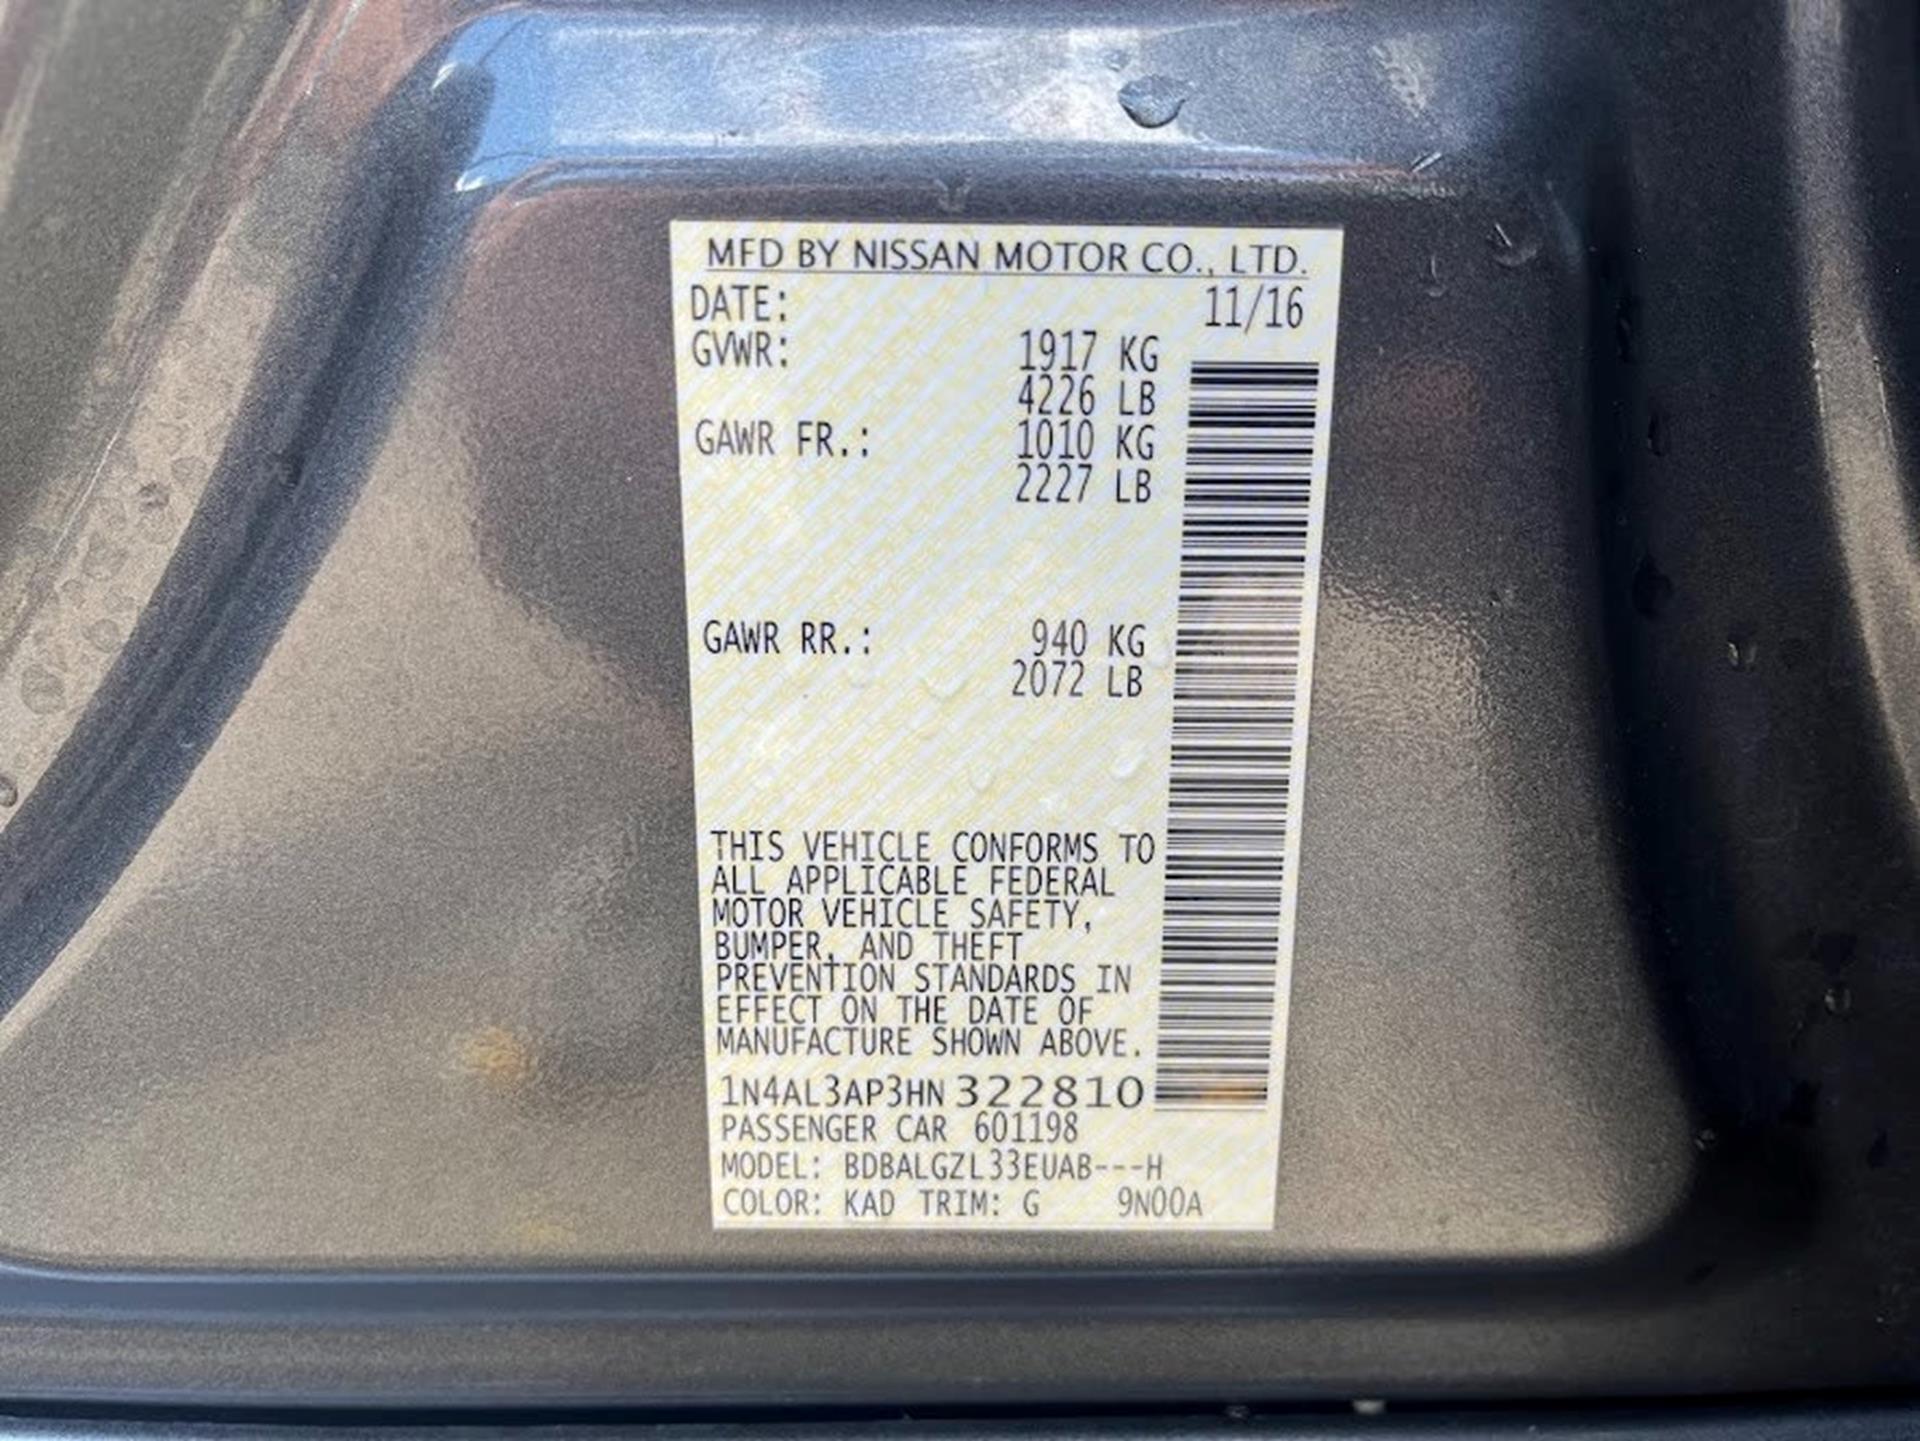 MFD BY NISSAN MOTOR CO., LTD.
DATE: 11/16
GVWR: 1917 KG
4226 LB
GAWR FR.: 1010 KG
2227 LB
GAWR RR.: 940 KG
2072 LB
THIS VEHICLE CONFORMS TO
ALL APPLICABLE FEDERAL
MOTOR VEHICLE SAFETY,
BUMPER, AND THEFT
PREVENTION STANDARDS IN
EFFECT ON THE DATE OF
MANUFACTURE SHOWN ABOVE.
1N4AL3AP3HN322810
PASSENGER CAR 601198
MODEL: BDBALGZL33EUAB---H
COLOR: KAD TRIM: G 9N00A